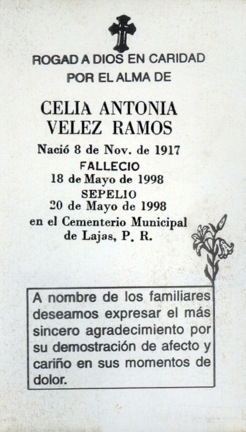 ROGAD A DIOS EN CARIDAD
POR EL ALMA DE
CELIA ANTONIA
VELEZ RAMOS
Nació 8 de Nov. de 1917
FALLECIO
18 de Mayo de 1998
SEPELIO
20 de Mayo de 1998
en el Cementerio Municipal
de Lajas, P. R.
A nombre de los familiares
deseamos expresar el más
sincero agradecimiento por
su demostración de afecto y
cariño en sus momentos de
dolor.